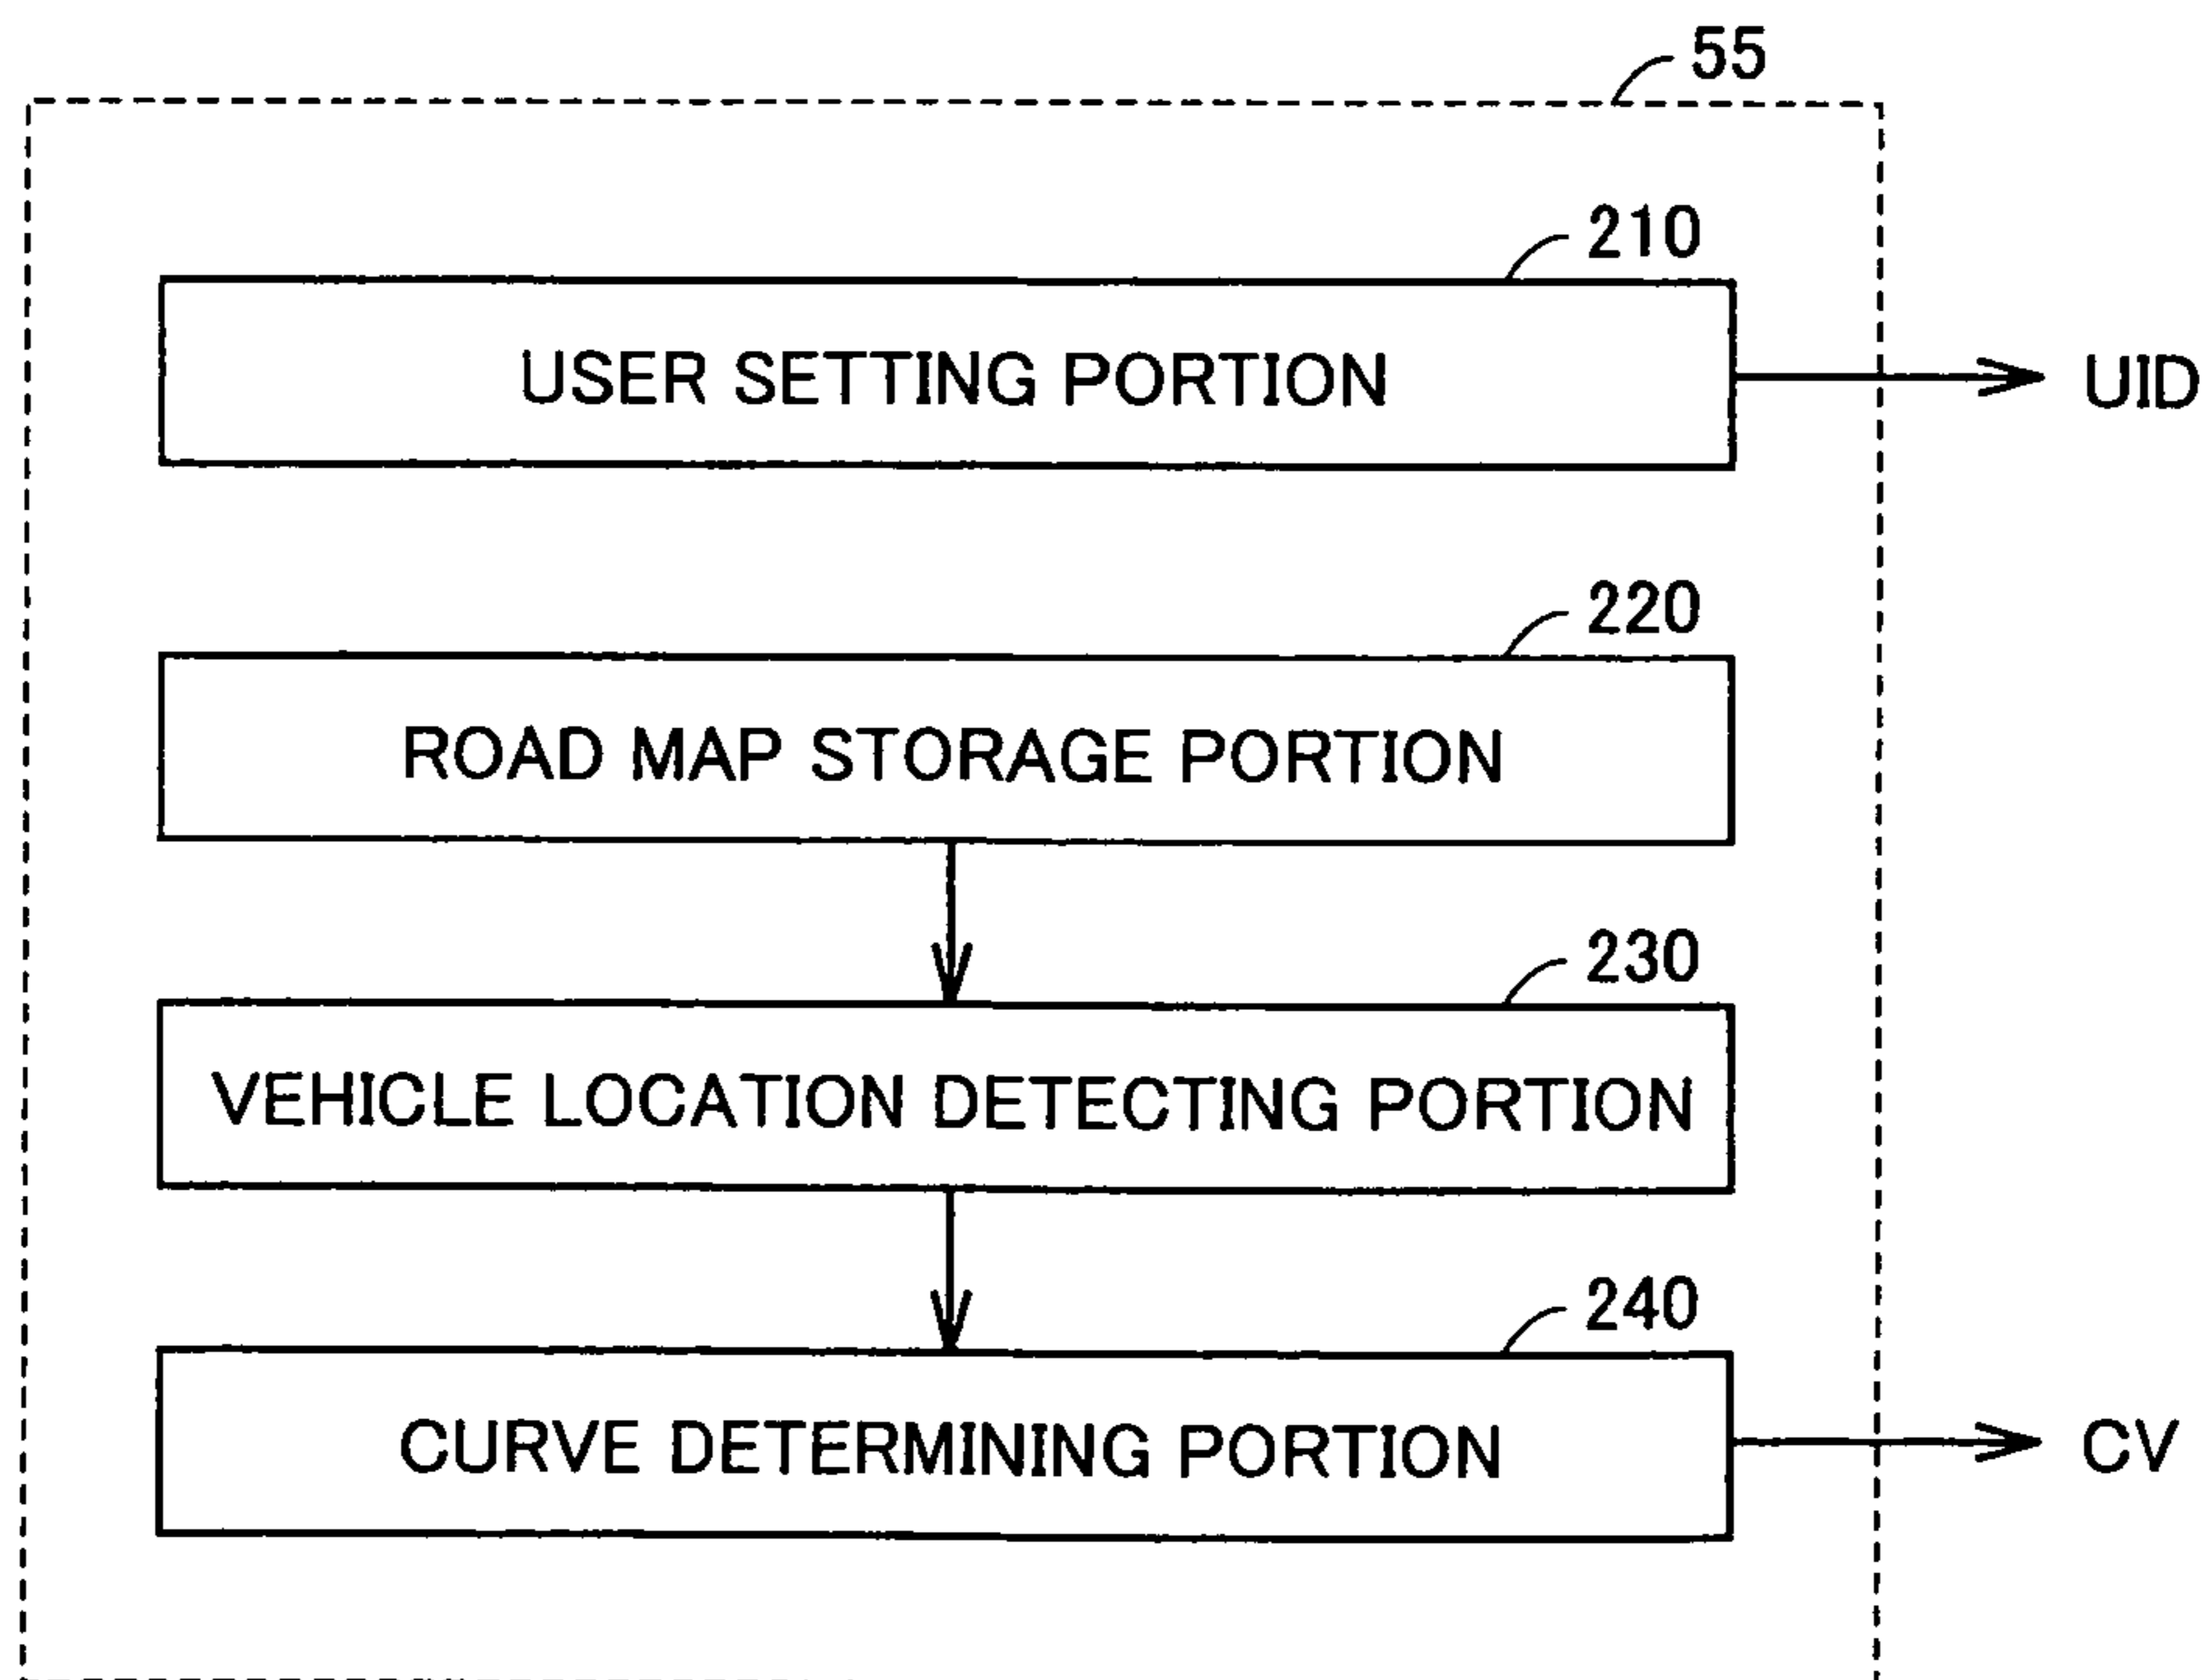 55
210
USER SETTING PORTION
UID
220
ROAD MAP STORAGE PORTION
230
VEHICLE LOCATION DETECTING PORTION
240
CURVE DETERMINING PORTION
CV